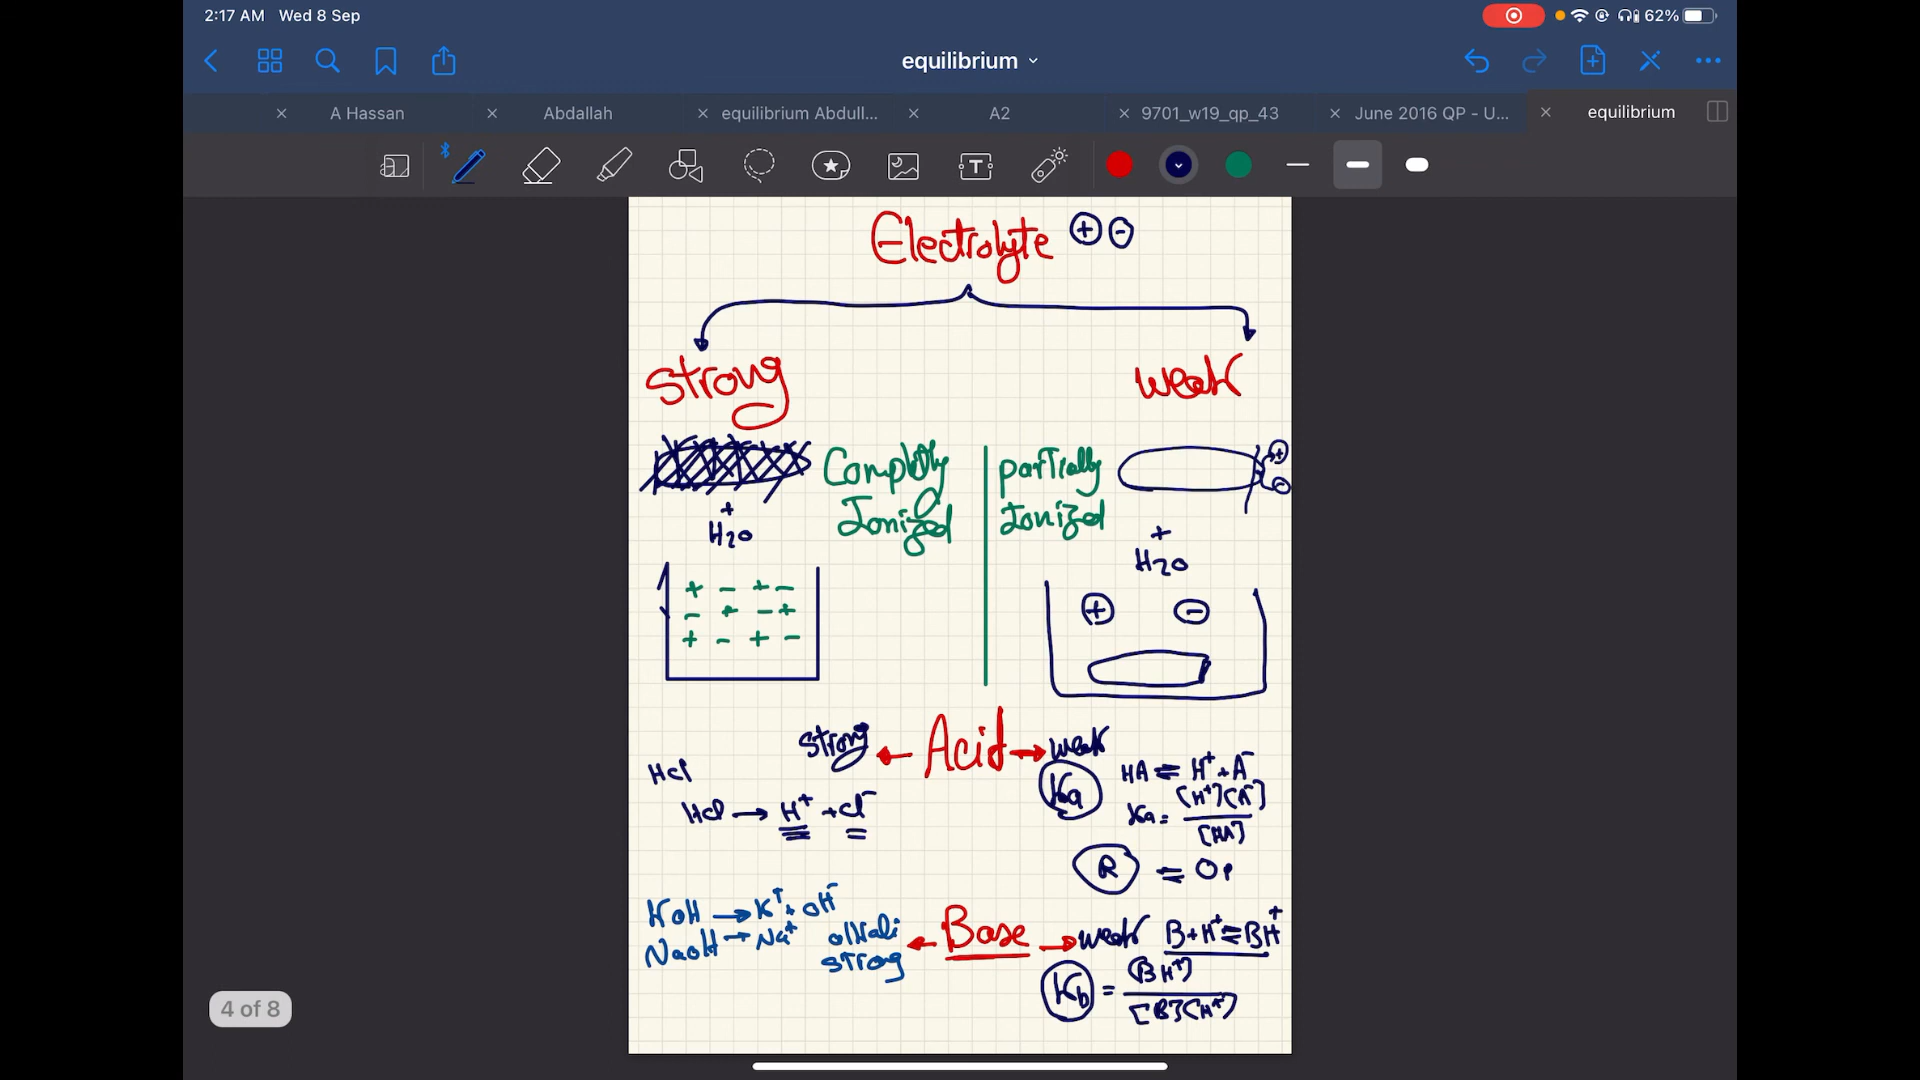 2:17 AM Wed 8 Sep
62%
equilibrium
A Hassan
Abdallah
equilibrium Abdull...
A2
9701_w19_qp_43
June 2016 QP - U...
equilibrium
Electrolyte + -
Strong
weak
Completly Ionized
partially Ionized
+ -
+
H2O
+
H2O
+ - + -
- + - +
+ - + -
+ -
strong ← Acid → weak
Hcl
Hcl → H+ + Cl-
Ka
HA ⇌ H+ + A-
Ka = [H+][A-] / [HA]
R ⇌ O
KoH → K+ + OH-
NaoH → Na+
alkali strong ← Base → weak
B + H+ ⇌ BH+
Kb = [BH+] / [B][H+]
4 of 8